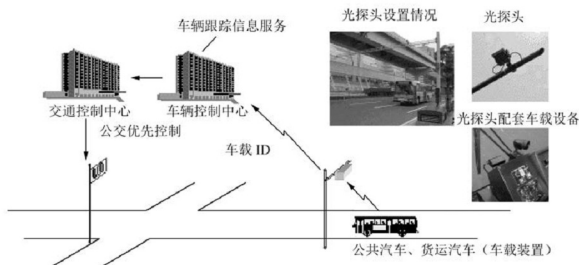 车辆跟踪信息服务
光探头设置情况
光探头
交通控制中心
车辆控制中心
公交优先控制
光探头配套车载设备
车载ID
公共汽车、货运汽车（车载装置）